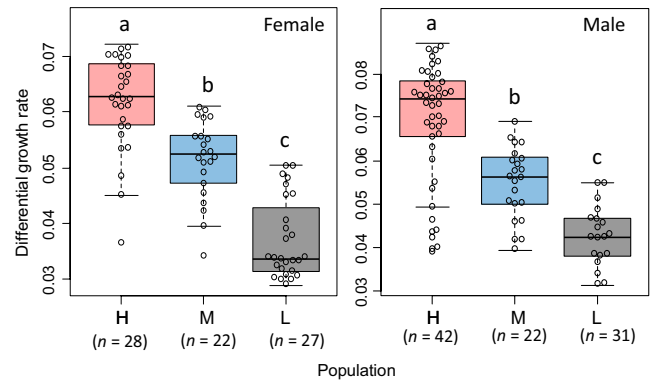 Female
Male
a
b
c
a
b
c
Differential growth rate
0.07
0.06
0.05
0.04
0.03
0.08
0.07
0.06
0.05
0.04
0.03
H
M
L
H
M
L
(n = 28)
(n = 22)
(n = 27)
(n = 42)
(n = 22)
(n = 31)
Population